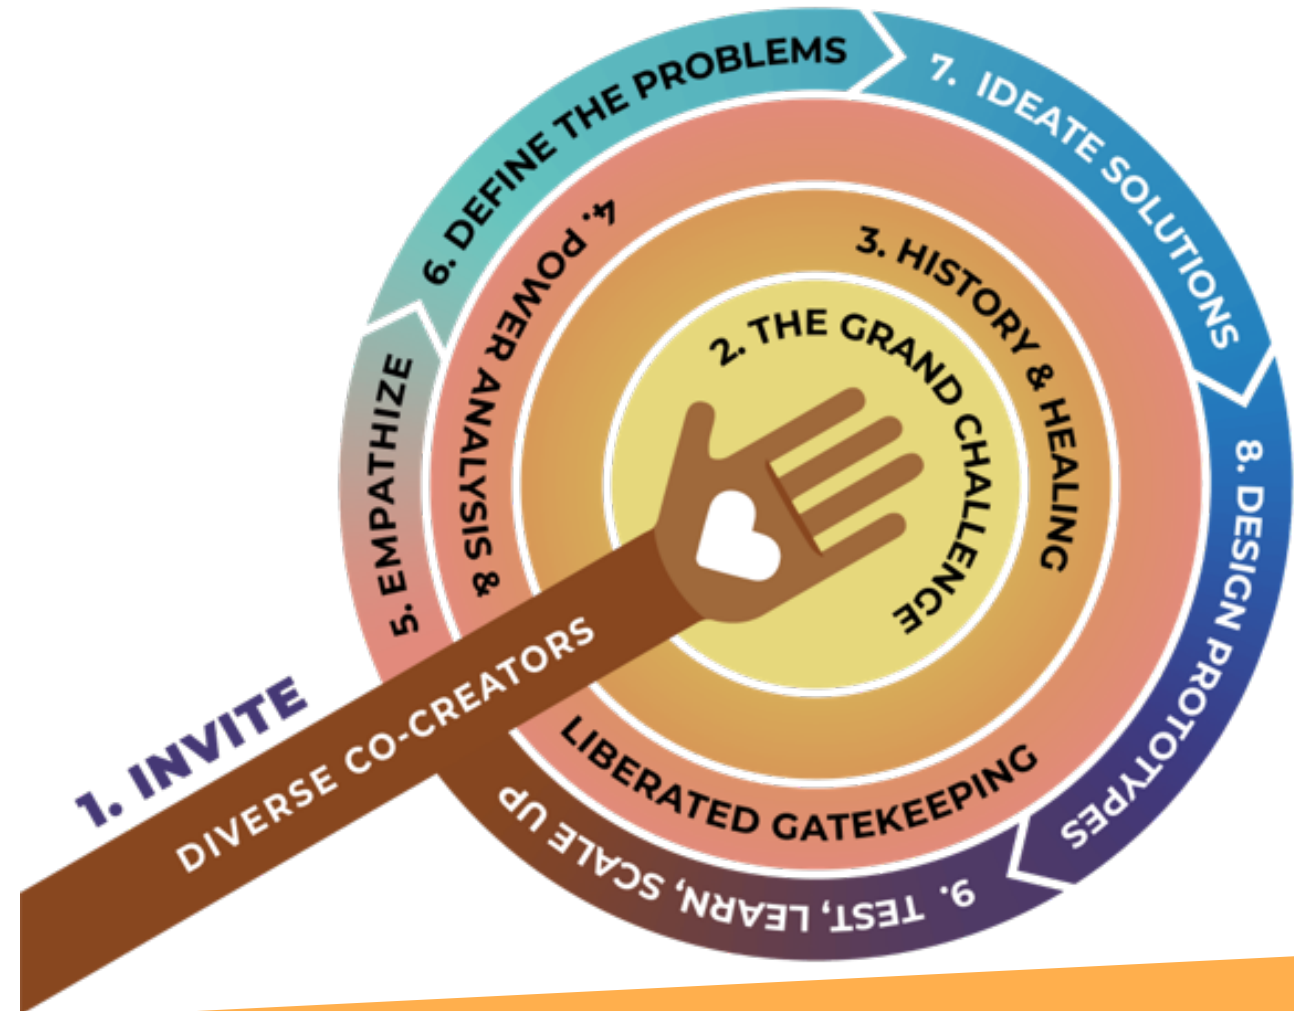 1. INVITE
DIVERSE CO-CREATORS
2. THE GRAND CHALLENGE
3. HISTORY & HEALING
4. POWER ANALYSIS &
LIBERATED GATEKEEPING
5. EMPATHIZE
6. DEFINE THE PROBLEMS
7. IDEATE SOLUTIONS
8. DESIGN PROTOTYPES
9. TEST, LEARN, SCALE UP